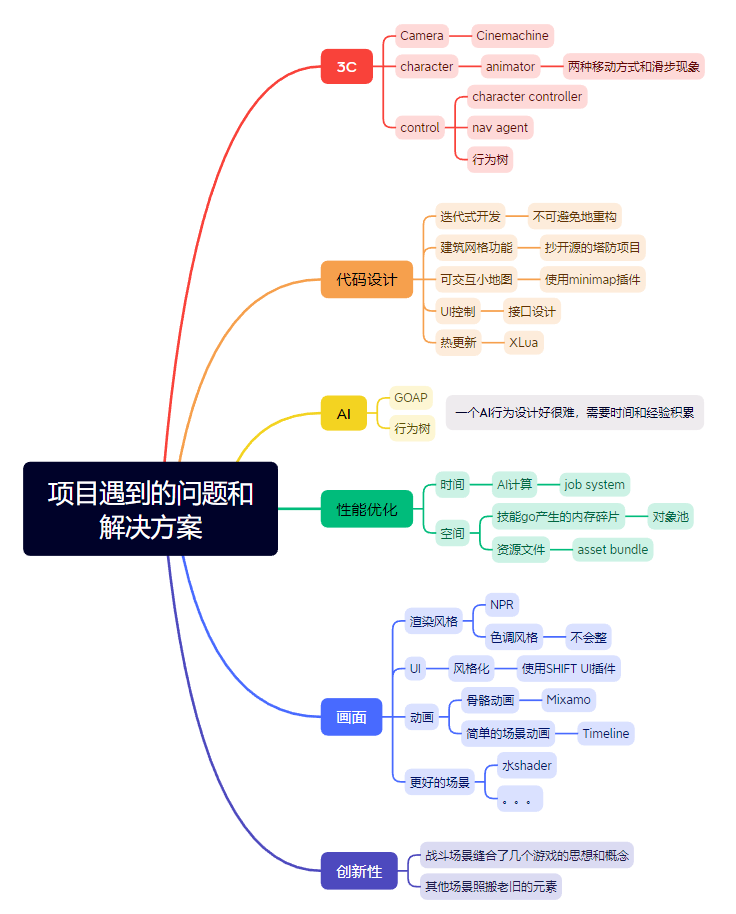 项目遇到的问题和
解决方案
3C
Camera
Cinemachine
character
animator
两种移动方式和滑步现象
control
character controller
nav agent
行为树
代码设计
迭代式开发
不可避免地重构
建筑网格功能
抄开源的塔防项目
可交互小地图
使用minimap插件
UI控制
接口设计
热更新
XLua
AI
GOAP
行为树
一个AI行为设计好很难，需要时间和经验积累
性能优化
时间
AI计算
job system
空间
技能go产生的内存碎片
对象池
资源文件
asset bundle
画面
渲染风格
NPR
色调风格
不会整
UI
风格化
使用SHIFT UI插件
动画
骨骼动画
Mixamo
简单的场景动画
Timeline
更好的场景
水shader
。。。
创新性
战斗场景缝合了几个游戏的思想和概念
其他场景照搬老旧的元素